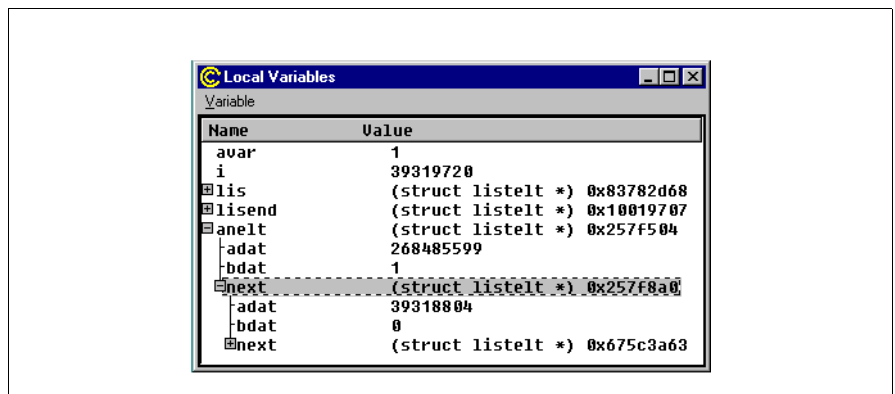 Local Variables
Variable
Name Value
avar 1
i 39319720
lis (struct listelt *) 0x83782d68
lisend (struct listelt *) 0x10019707
anelt (struct listelt *) 0x257f504
adat 268485599
bdat 1
next (struct listelt *) 0x257f8a0
adat 39318804
bdat 0
next (struct listelt *) 0x675c3a63